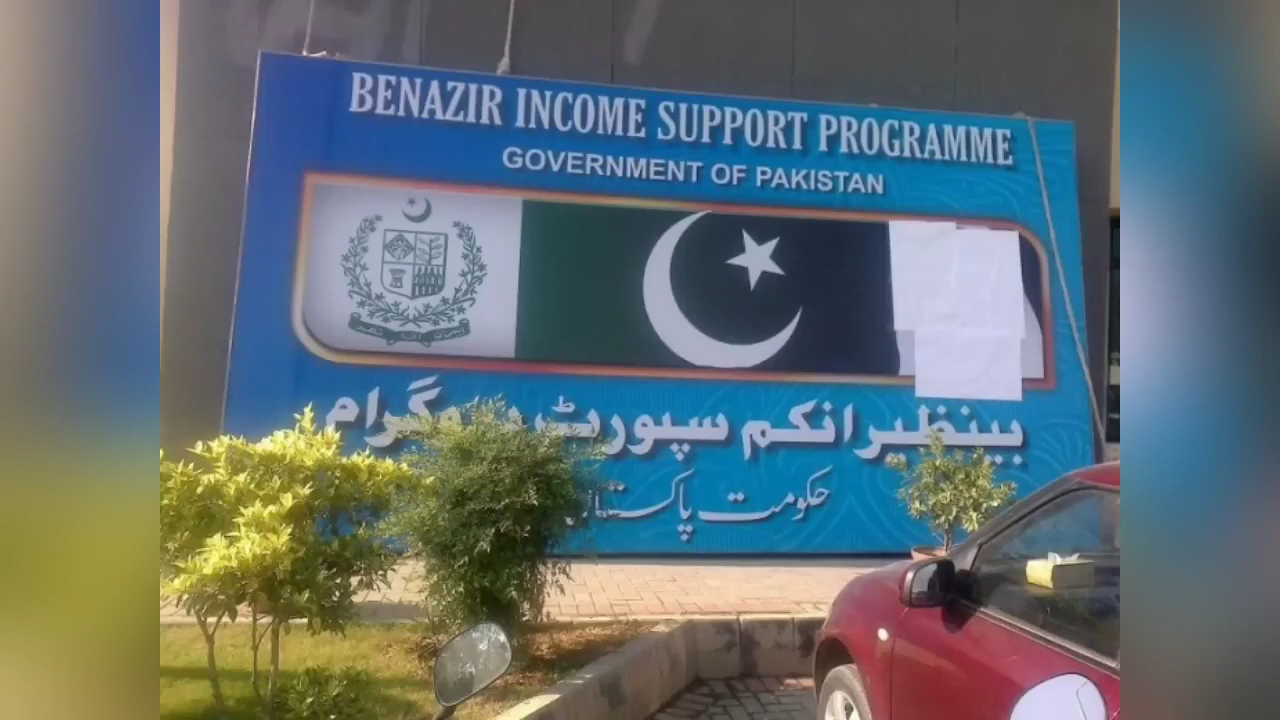 BENAZIR INCOME SUPPORT PROGRAMME
GOVERNMENT OF PAKISTAN
بینظیر انکم سپورٹ پروگرام
حکومت پاکستان